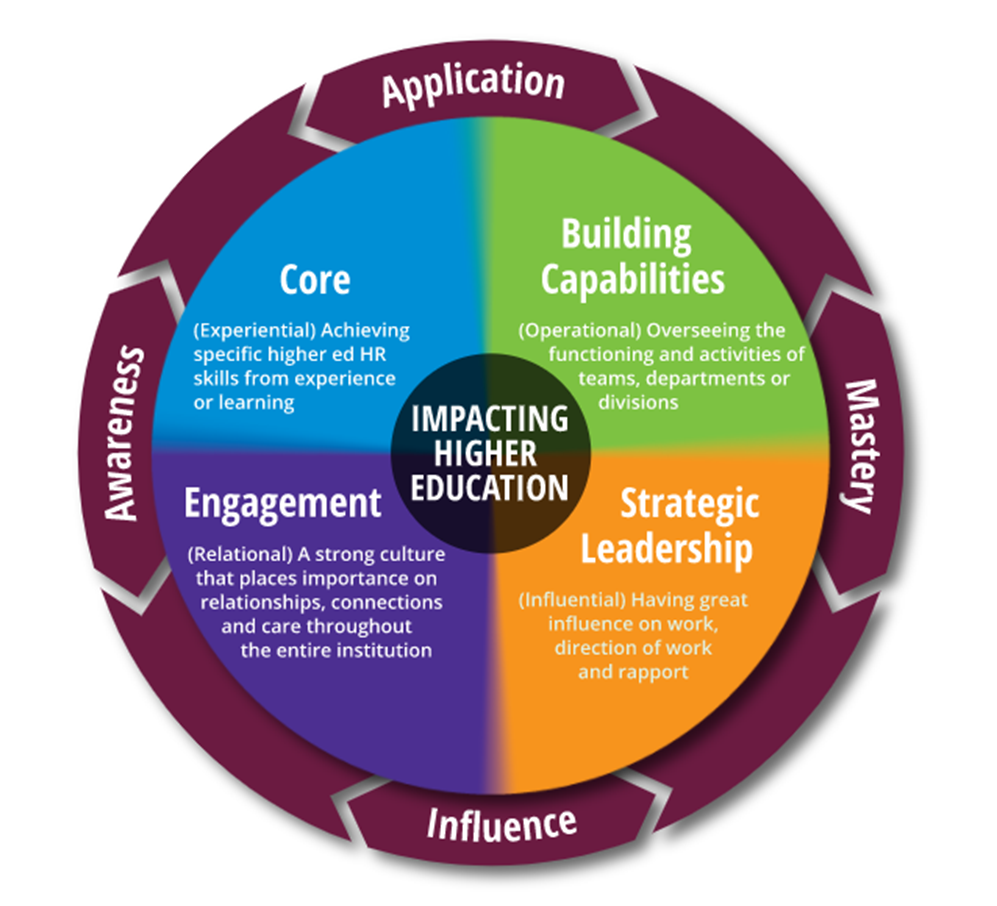 Application
Core
(Experiential) Achieving
specific higher ed HR
skills from experience
or learning
Building
Capabilities
(Operational) Overseeing the
functioning and activities of
teams, departments or
divisions
Awareness
IMPACTING
HIGHER
EDUCATION
Mastery
Engagement
(Relational) A strong culture
that places importance on
relationships, connections
and care throughout
the entire institution
Strategic
Leadership
(Influential) Having great
influence on work,
direction of work
and rapport
Influence